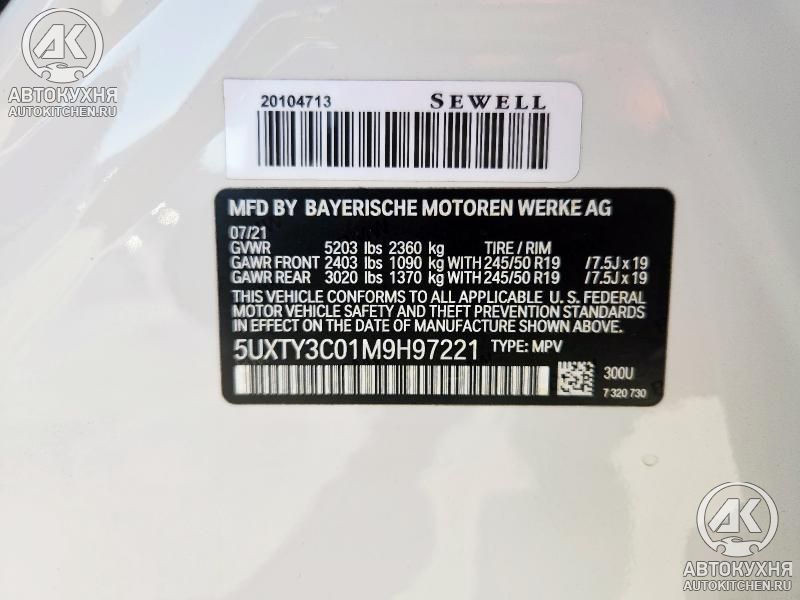 AK
АВТОКУХНЯ
AUTOKITCHEN.RU
20104713 SEWELL
MFD BY BAYERISCHE MOTOREN WERKE AG
07/21
GVWR 5203 lbs 2360 kg TIRE / RIM
GAWR FRONT 2403 lbs 1090 kg WITH 245/50 R19 /7.5J x 19
GAWR REAR 3020 lbs 1370 kg WITH 245/50 R19 /7.5J x 19
THIS VEHICLE CONFORMS TO ALL APPLICABLE U. S. FEDERAL
MOTOR VEHICLE SAFETY AND THEFT PREVENTION STANDARDS
IN EFFECT ON THE DATE OF MANUFACTURE SHOWN ABOVE.
5UXTY3C01M9H97221 TYPE: MPV
300U
7 320 730
AK
АВТОКУХНЯ
AUTOKITCHEN.RU